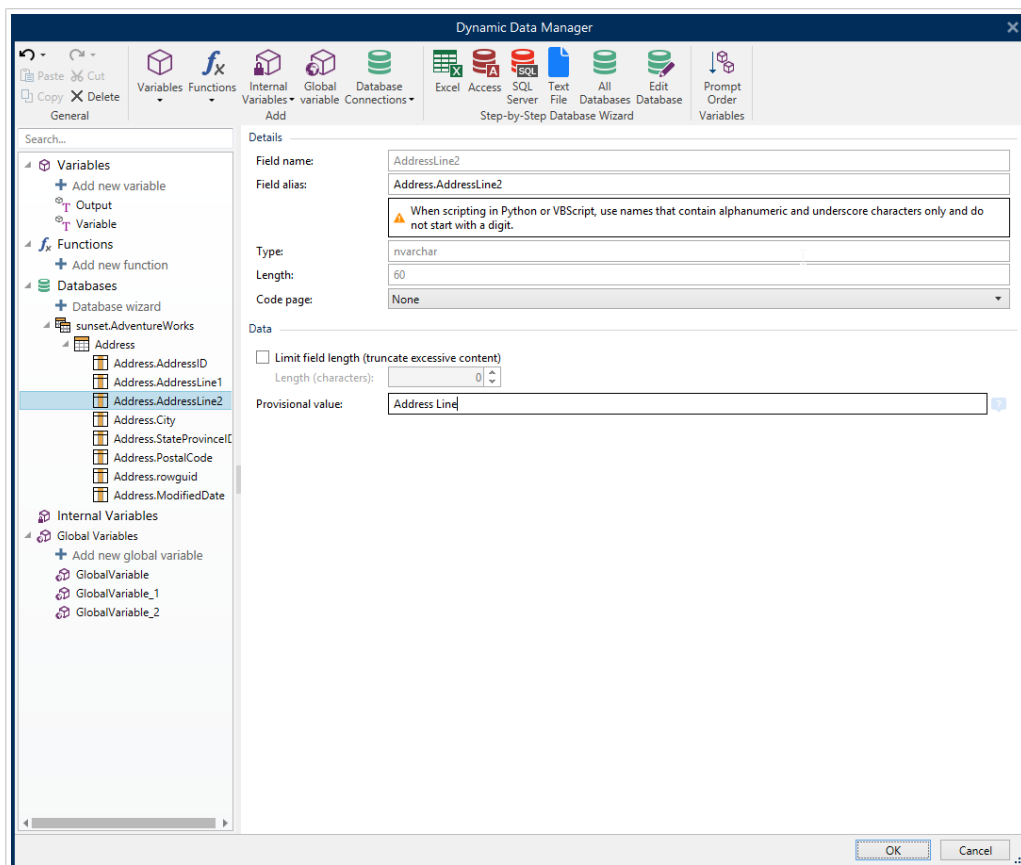 Dynamic Data Manager
Paste Cut
Copy Delete
General
Variables Functions
Internal Variables Global variable Database Connections
Add
Excel Access SQL Server Text File All Databases Edit Database
Step-by-Step Database Wizard
Prompt Order
Variables
Search...
Variables
Add new variable
Output
Variable
Functions
Add new function
Databases
Database wizard
sunset.AdventureWorks
Address
Address.AddressID
Address.AddressLine1
Address.AddressLine2
Address.City
Address.StateProvinceID
Address.PostalCode
Address.rowguid
Address.ModifiedDate
Internal Variables
Global Variables
Add new global variable
GlobalVariable
GlobalVariable_1
GlobalVariable_2
Details
Field name: AddressLine2
Field alias: Address.AddressLine2
When scripting in Python or VBScript, use names that contain alphanumeric and underscore characters only and do
not start with a digit.
Type: nvarchar
Length: 60
Code page: None
Data
Limit field length (truncate excessive content)
Length (characters): 0
Provisional value: Address Line
OK Cancel